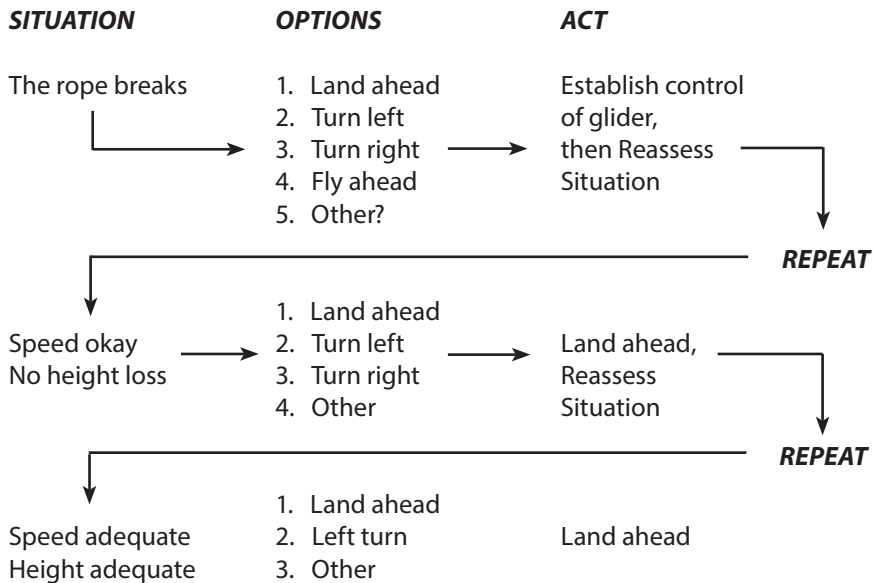 SITUATION OPTIONS ACT
The rope breaks
1. Land ahead
2. Turn left
3. Turn right
4. Fly ahead
5. Other?
Establish control
of glider,
then Reassess
Situation
REPEAT
Speed okay
No height loss
1. Land ahead
2. Turn left
3. Turn right
4. Other
Land ahead,
Reassess
Situation
REPEAT
Speed adequate
Height adequate
1. Land ahead
2. Left turn
3. Other
Land ahead